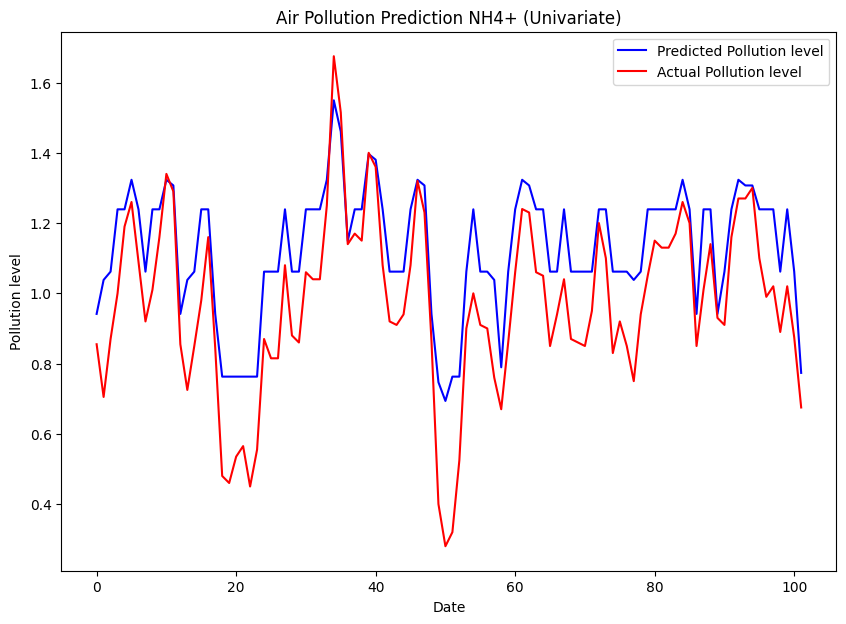 Air Pollution Prediction NH4+ (Univariate)
Predicted Pollution level
Actual Pollution level
Pollution level
1.6
1.4
1.2
1.0
0.8
0.6
0.4
0 20 40 60 80 100
Date